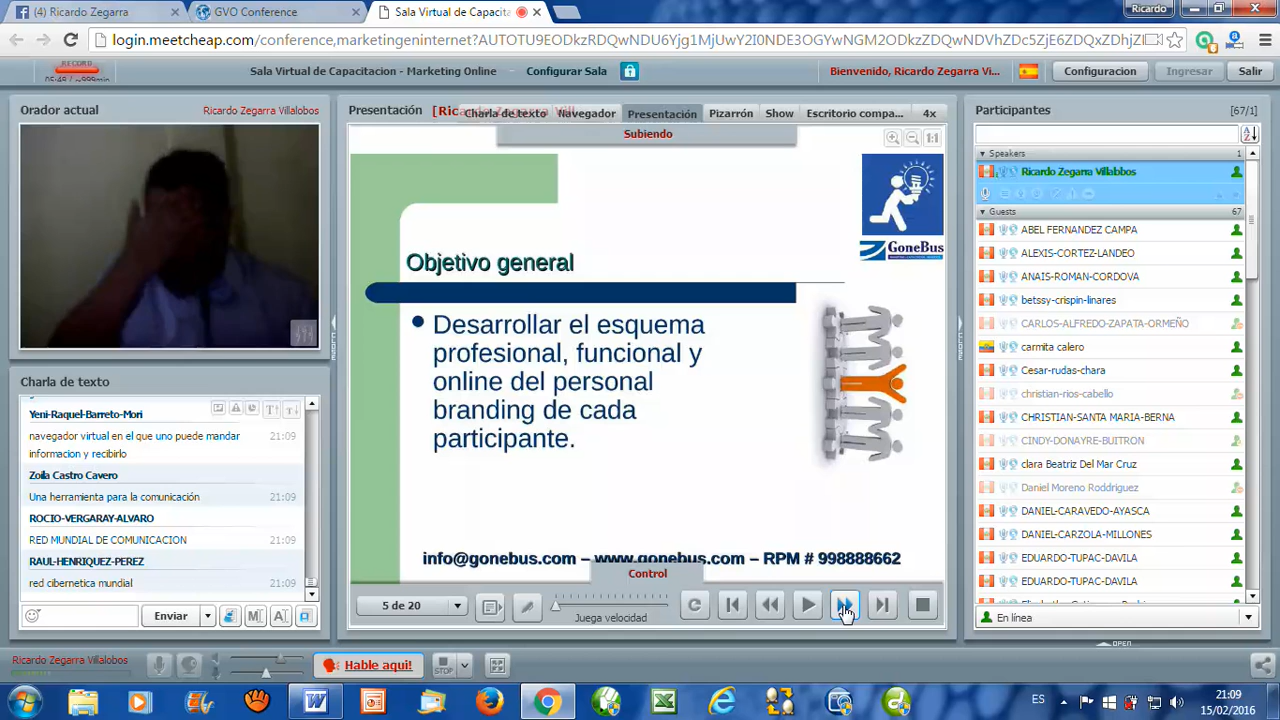 (4) Ricardo Zegarra
GVO Conference
Sala Virtual de Capacita
Ricardo
Sala Virtual de Capacitacion - Marketing Online
Configurar Sala
Bienvenido, Ricardo Zegarra Vi...
Configuracion
Ingresar
Salir
RECORD
Orador actual
Ricardo Zegarra Villalobos
Presentación
Charla de texto
Navegador
Presentación
Pizarrón
Show
Escritorio compa...
4x
Subiendo
1:1
GoneBus
Objetivo general
Desarrollar el esquema
profesional, funcional y
online del personal
branding de cada
participante.
info@gonebus.com – www.gonebus.com – RPM # 998888662
Control
5 de 20
Juega velocidad
Charla de texto
Yeni-Raquel-Barreto-Mori
navegador virtual en el que uno puede mandar
informacion y recibirlo
21:09
Zoila Castro Cavero
Una herramienta para la comunicación
21:09
ROCIO-VERGARAY-ALVARO
RED MUNDIAL DE COMUNICACION
21:09
RAUL-HENRIQUEZ-PEREZ
red cibernetica mundial
21:09
Enviar
Participantes
[67/1]
Speakers
1
Ricardo Zegarra Villalobos
Guests
67
ABEL FERNANDEZ CAMPA
ALEXIS-CORTEZ-LANDEO
ANAIS-ROMAN-CORDOVA
betssy-crispin-linares
CARLOS-ALFREDO-ZAPATA-ORMEÑO
carmita calero
Cesar-rudas-chara
christian-rios-cabello
CHRISTIAN-SANTA MARIA-BERNA
CINDY-DONAYRE-BUITRON
clara Beatriz Del Mar Cruz
Daniel Moreno Roddriguez
DANIEL-CARAVEDO-AYASCA
DANIEL-CARZOLA-MILLONES
EDUARDO-TUPAC-DAVILA
EDUARDO-TUPAC-DAVILA
En línea
OPEN
Ricardo Zegarra Villalobos
Hable aqui!
STOP
ES
21:09
15/02/2016